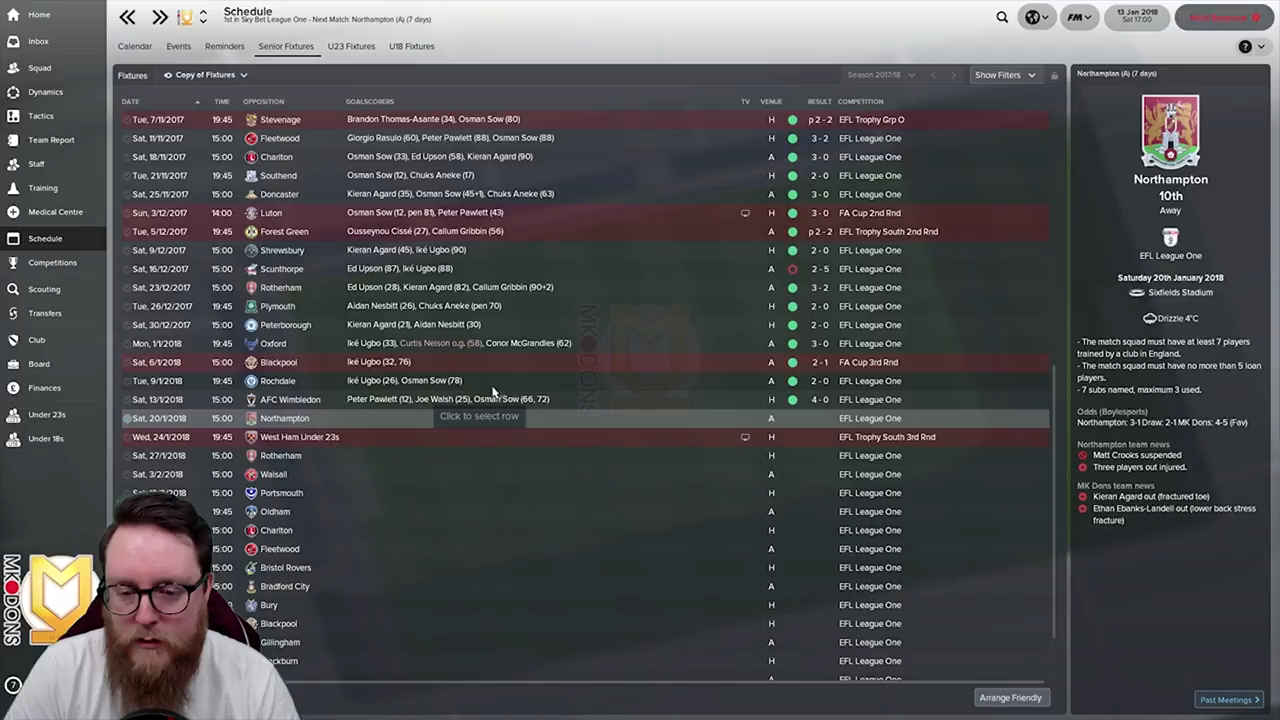 Home
Inbox
Squad
Dynamics
Tactics
Team Report
Staff
Training
Medical Centre
Schedule
Competitions
Scouting
Transfers
Club
Board
Finances
Under 23s
Under 18s
Schedule
1st in Sky Bet League One - Next Match: Northampton (A) (7 days)
FM
13 Jan 2018
Sat 17:00
Calendar Events Reminders Senior Fixtures U23 Fixtures U18 Fixtures
Fixtures Copy of Fixtures Season 2017/18 Show Filters
DATE TIME OPPOSITION GOALSCORERS TV VENUE RESULT COMPETITION
Tue, 7/11/2017 19:45 Stevenage Brandon Thomas-Asante (34), Osman Sow (80) H p 2 - 2 EFL Trophy Grp O
Sat, 11/11/2017 15:00 Fleetwood Giorgio Rasulo (60), Peter Pawlett (88), Osman Sow (88) H 3 - 2 EFL League One
Sat, 18/11/2017 15:00 Charlton Osman Sow (33), Ed Upson (58), Kieran Agard (90) A 3 - 0 EFL League One
Tue, 21/11/2017 19:45 Southend Osman Sow (12), Chuks Aneke (17) H 2 - 0 EFL League One
Sat, 25/11/2017 15:00 Doncaster Kieran Agard (35), Osman Sow (45+1), Chuks Aneke (63) A 3 - 0 EFL League One
Sun, 3/12/2017 14:00 Luton Osman Sow (12, pen 81), Peter Pawlett (43) H 3 - 0 FA Cup 2nd Rnd
Tue, 5/12/2017 19:45 Forest Green Ousseynou Cissé (27), Callum Gribbin (56) A p 2 - 2 EFL Trophy South 2nd Rnd
Sat, 9/12/2017 15:00 Shrewsbury Kieran Agard (45), Iké Ugbo (90) H 2 - 0 EFL League One
Sat, 16/12/2017 15:00 Scunthorpe Ed Upson (87), Iké Ugbo (88) A 2 - 5 EFL League One
Sat, 23/12/2017 15:00 Rotherham Ed Upson (28), Kieran Agard (82), Callum Gribbin (90+2) A 3 - 2 EFL League One
Tue, 26/12/2017 19:45 Plymouth Aidan Nesbitt (26), Chuks Aneke (pen 70) H 2 - 0 EFL League One
Sat, 30/12/2017 15:00 Peterborough Kieran Agard (21), Aidan Nesbitt (30) H 2 - 0 EFL League One
Mon, 1/1/2018 19:45 Oxford Iké Ugbo (33), Curtis Nelson o.g. (58), Conor McGrandles (62) A 3 - 0 EFL League One
Sat, 6/1/2018 15:00 Blackpool Iké Ugbo (32, 76) H 2 - 1 FA Cup 3rd Rnd
Tue, 9/1/2018 19:45 Rochdale Iké Ugbo (26), Osman Sow (78) H 2 - 0 EFL League One
Sat, 13/1/2018 15:00 AFC Wimbledon Peter Pawlett (12), Joe Walsh (25), Osman Sow (66, 72) H 4 - 0 EFL League One
Click to select row
Sat, 20/1/2018 15:00 Northampton A EFL League One
Wed, 24/1/2018 19:45 West Ham Under 23s H EFL Trophy South 3rd Rnd
Sat, 27/1/2018 15:00 Rotherham H EFL League One
Sat, 3/2/2018 15:00 Walsall A EFL League One
15:00 Portsmouth H EFL League One
19:45 Oldham A EFL League One
15:00 Charlton H EFL League One
15:00 Fleetwood A EFL League One
15:00 Bristol Rovers H EFL League One
Bradford City A EFL League One
Bury H EFL League One
Blackpool H EFL League One
Gillingham A EFL League One
EFL League One
Arrange Friendly
Northampton (A) (7 days)
Northampton
10th
Away
EFL League One
Saturday 20th January 2018
Sixfields Stadium
Drizzle 4°C
- The match squad must have at least 7 players
trained by a club in England.
- The match squad must have no more than 5 loan
players.
- 7 subs named, maximum 3 used.
Odds (Boylesports)
Northampton: 3-1 Draw: 2-1 MK Dons: 4-5 (Fav)
Northampton team news
Matt Crooks suspended
Three players out injured.
MK Dons team news
Kieran Agard out (fractured toe)
Ethan Ebanks-Landell out (lower back stress
fracture)
Past Meetings
MK DONS
MK DONS